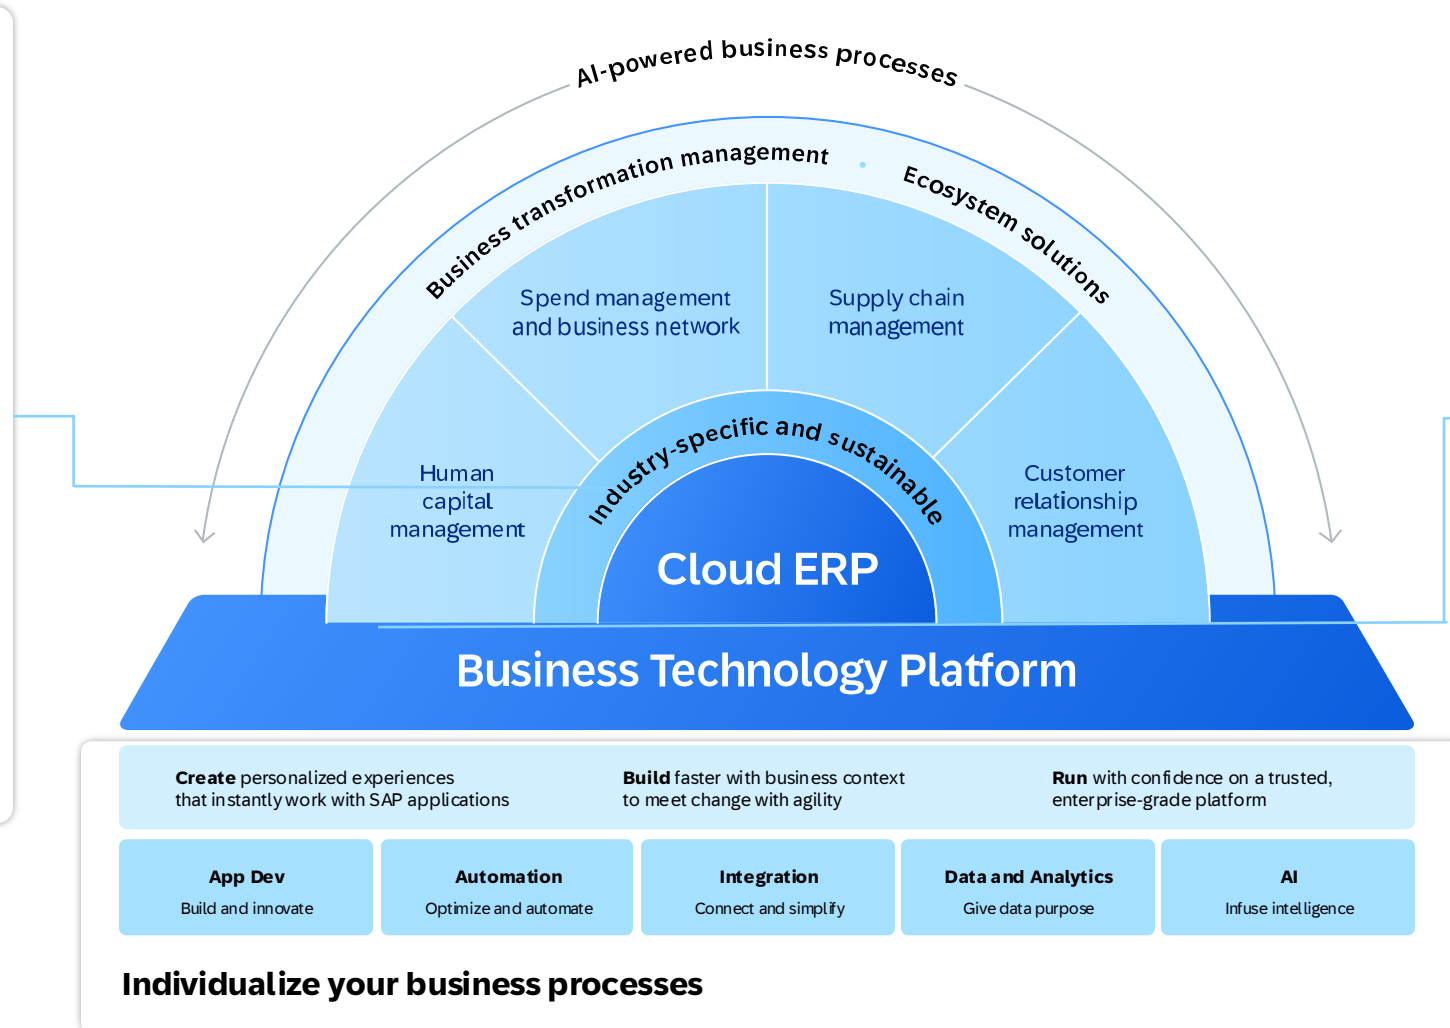 AI-powered business processes
Business transformation management • Ecosystem solutions
Spend management
and business network
Supply chain
management
Human
capital
management
Industry-specific and sustainable
Customer
relationship
management
Cloud ERP
Business Technology Platform
Create personalized experiences
that instantly work with SAP applications
Build faster with business context
to meet change with agility
Run with confidence on a trusted,
enterprise-grade platform
App Dev
Build and innovate
Automation
Optimize and automate
Integration
Connect and simplify
Data and Analytics
Give data purpose
AI
Infuse intelligence
Individualize your business processes